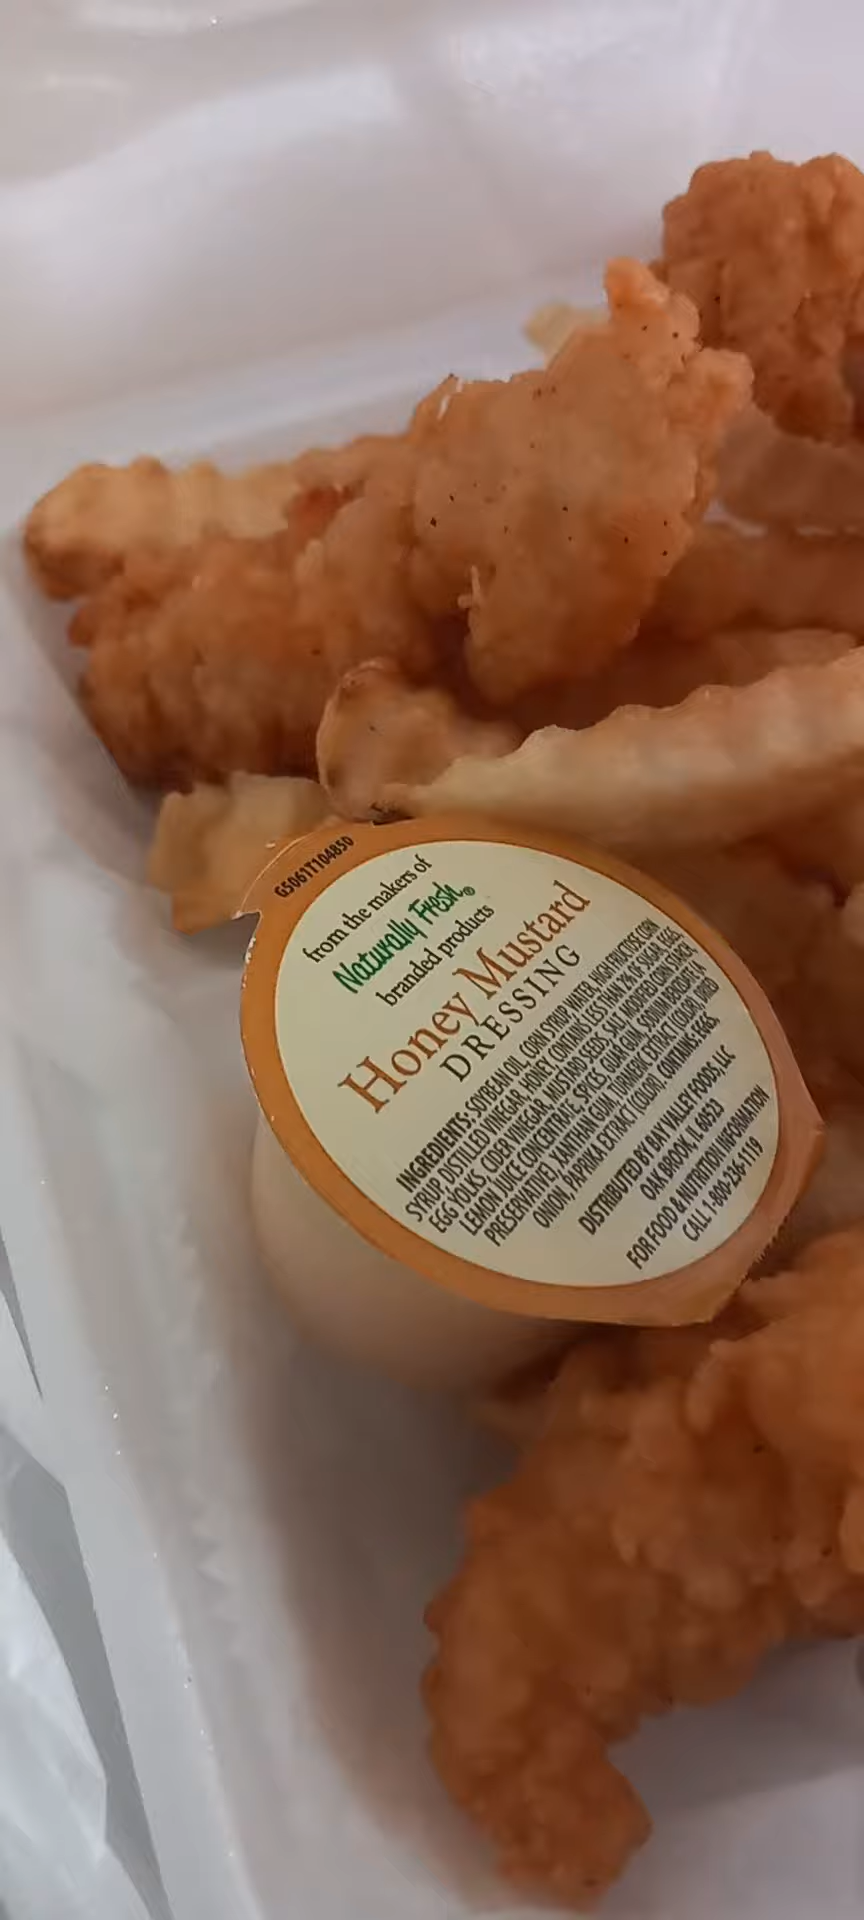 G5061T104850
from the makers of
Naturally Fresh®
branded products
Honey Mustard
DRESSING
INGREDIENTS: SOYBEAN OIL, CORN SYRUP, WATER, HIGH FRUCTOSE CORN
SYRUP, DISTILLED VINEGAR, HONEY, CONTAINS LESS THAN 2% OF SUGAR, EGGS,
EGG YOLKS, CIDER VINEGAR, MUSTARD SEEDS, SALT, MODIFIED CORN STARCH,
LEMON JUICE CONCENTRATE, SPICES, GUAR GUM, SODIUM BENZOATE (A
PRESERVATIVE), XANTHAN GUM, TURMERIC EXTRACT (COLOR), DRIED
ONION, PAPRIKA EXTRACT (COLOR). CONTAINS: EGGS.
DISTRIBUTED BY BAY VALLEY FOODS, LLC
OAK BROOK, IL 60523
FOR FOOD & NUTRITION INFORMATION
CALL 1-800-236-1119